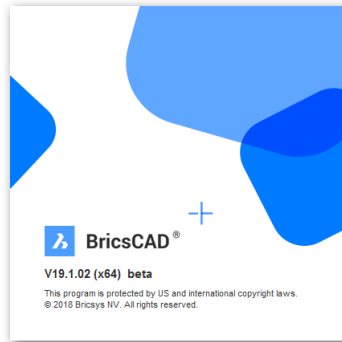 BricsCAD®
V19.1.02 (x64) beta
This program is protected by US and international copyright laws.
© 2018 Bricsys NV. All rights reserved.